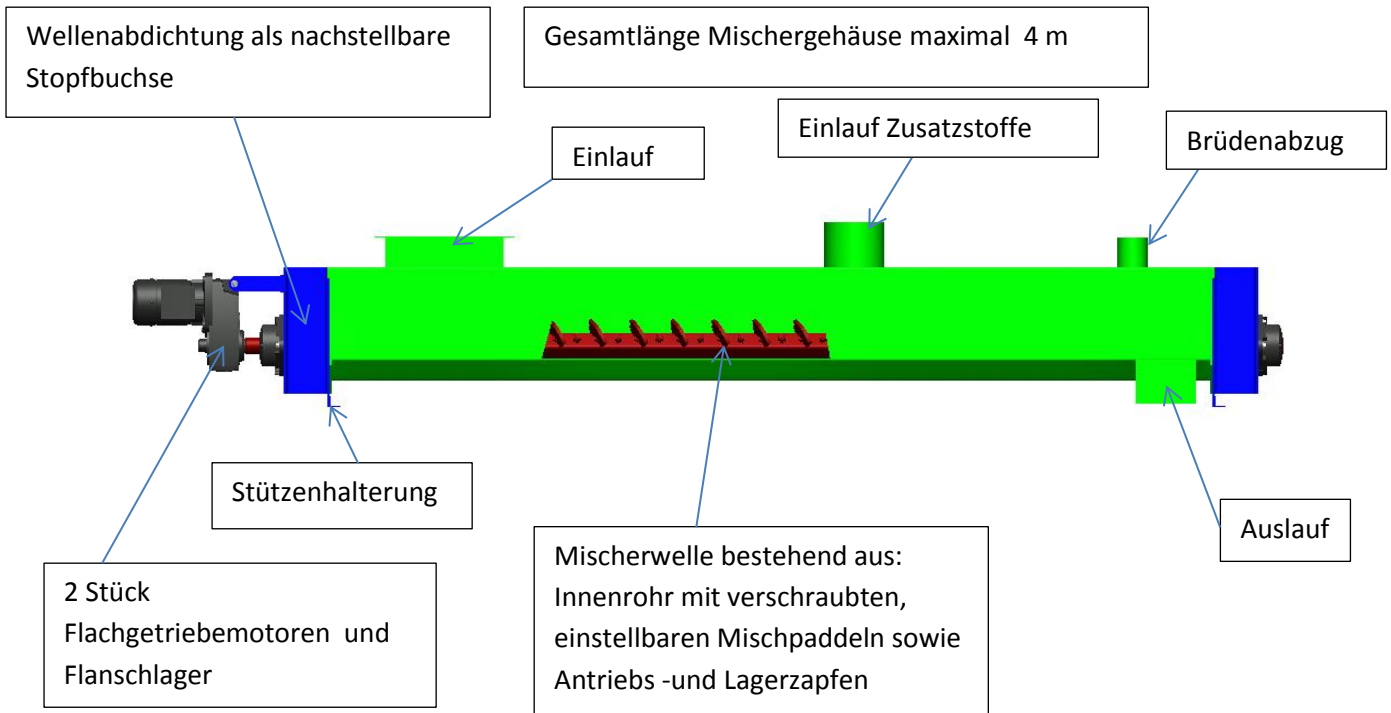 Wellenabdichtung als nachstellbare
Stopfbuchse
Gesamtlänge Mischergehäuse maximal  4 m
Einlauf
Einlauf Zusatzstoffe
Brüdenabzug
Stützenhalterung
2 Stück
Flachgetriebemotoren  und
Flanschlager
Mischerwelle bestehend aus:
Innenrohr mit verschraubten,
einstellbaren Mischpaddeln sowie
Antriebs -und Lagerzapfen
Auslauf